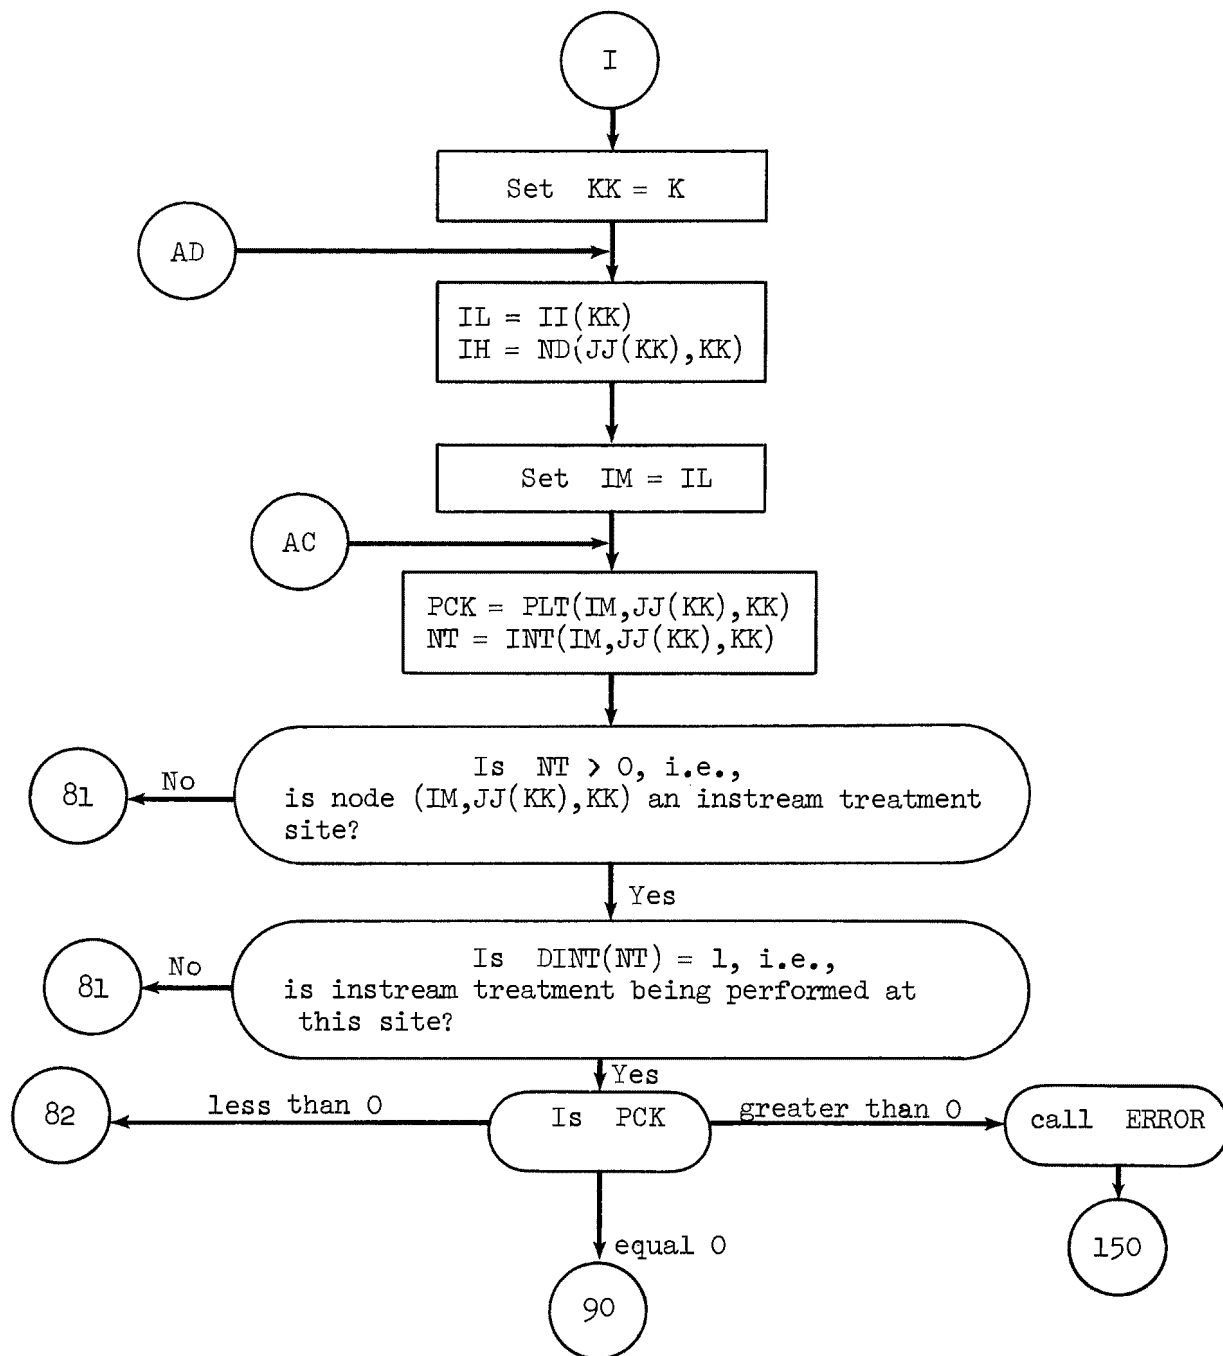 I
Set KK = K
AD
IL = II(KK)
IH = ND(JJ(KK),KK)
Set IM = IL
AC
PCK = PLT(IM,JJ(KK),KK)
NT = INT(IM,JJ(KK),KK)
Is NT > 0, i.e.,
is node (IM,JJ(KK),KK) an instream treatment
site?
No
81
Yes
Is DINT(NT) = 1, i.e.,
is instream treatment being performed at
this site?
No
81
Yes
Is PCK
less than 0
82
greater than 0
call ERROR
150
equal 0
90